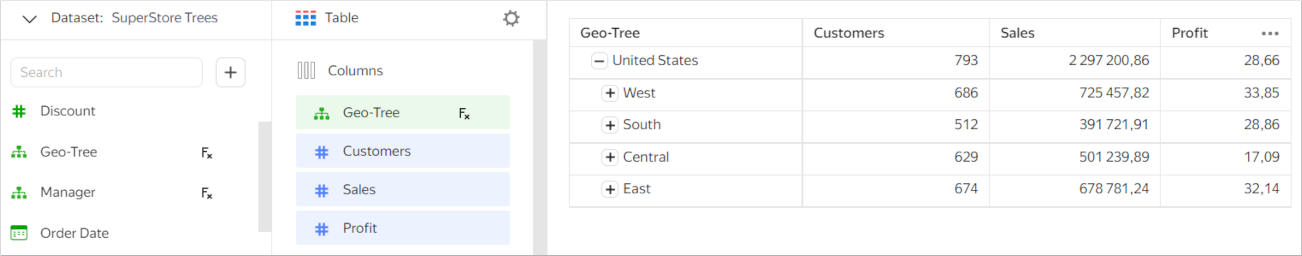 Dataset: SuperStore Trees
Search
Discount
Geo-Tree Fx
Manager Fx
Order Date
Table
Columns
Geo-Tree Fx
Customers
Sales
Profit
Geo-Tree Customers Sales Profit
United States 793 2 297 200,86 28,66
West 686 725 457,82 33,85
South 512 391 721,91 28,86
Central 629 501 239,89 17,09
East 674 678 781,24 32,14